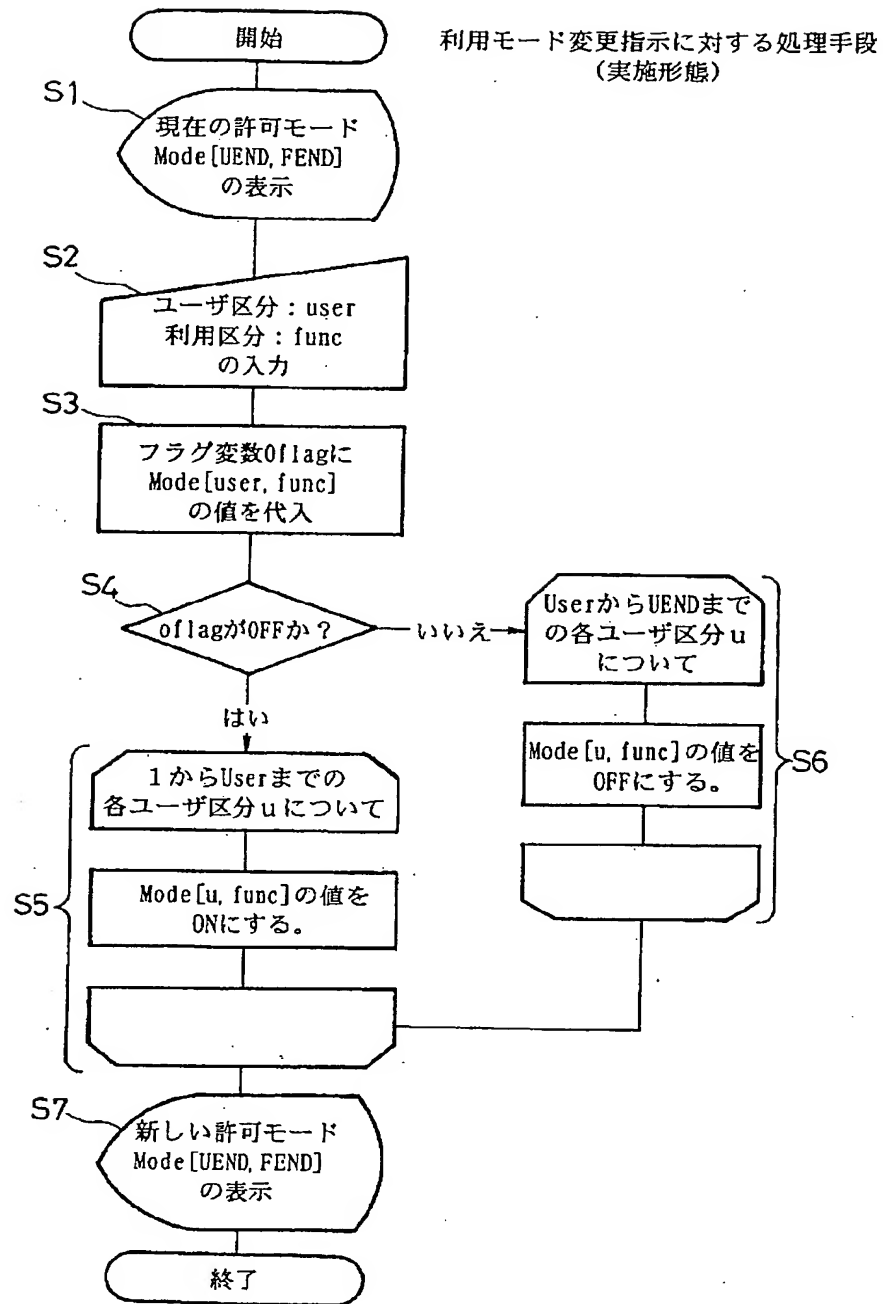 開始
利用モード変更指示に対する処理手段
(実施形態)
S1
現在の許可モード
Mode[UEND, FEND]
の表示
S2
ユーザ区分：user
利用区分：func
の入力
S3
フラグ変数Oflagに
Mode[user, func]
の値を代入
S4
oflagがOFFか？
いいえ
はい
UserからUENDまで
の各ユーザ区分u
について
Mode[u, func]の値を
OFFにする。
S6
1からUserまでの
各ユーザ区分uについて
Mode[u, func]の値を
ONにする。
S5
S7
新しい許可モード
Mode[UEND, FEND]
の表示
終了